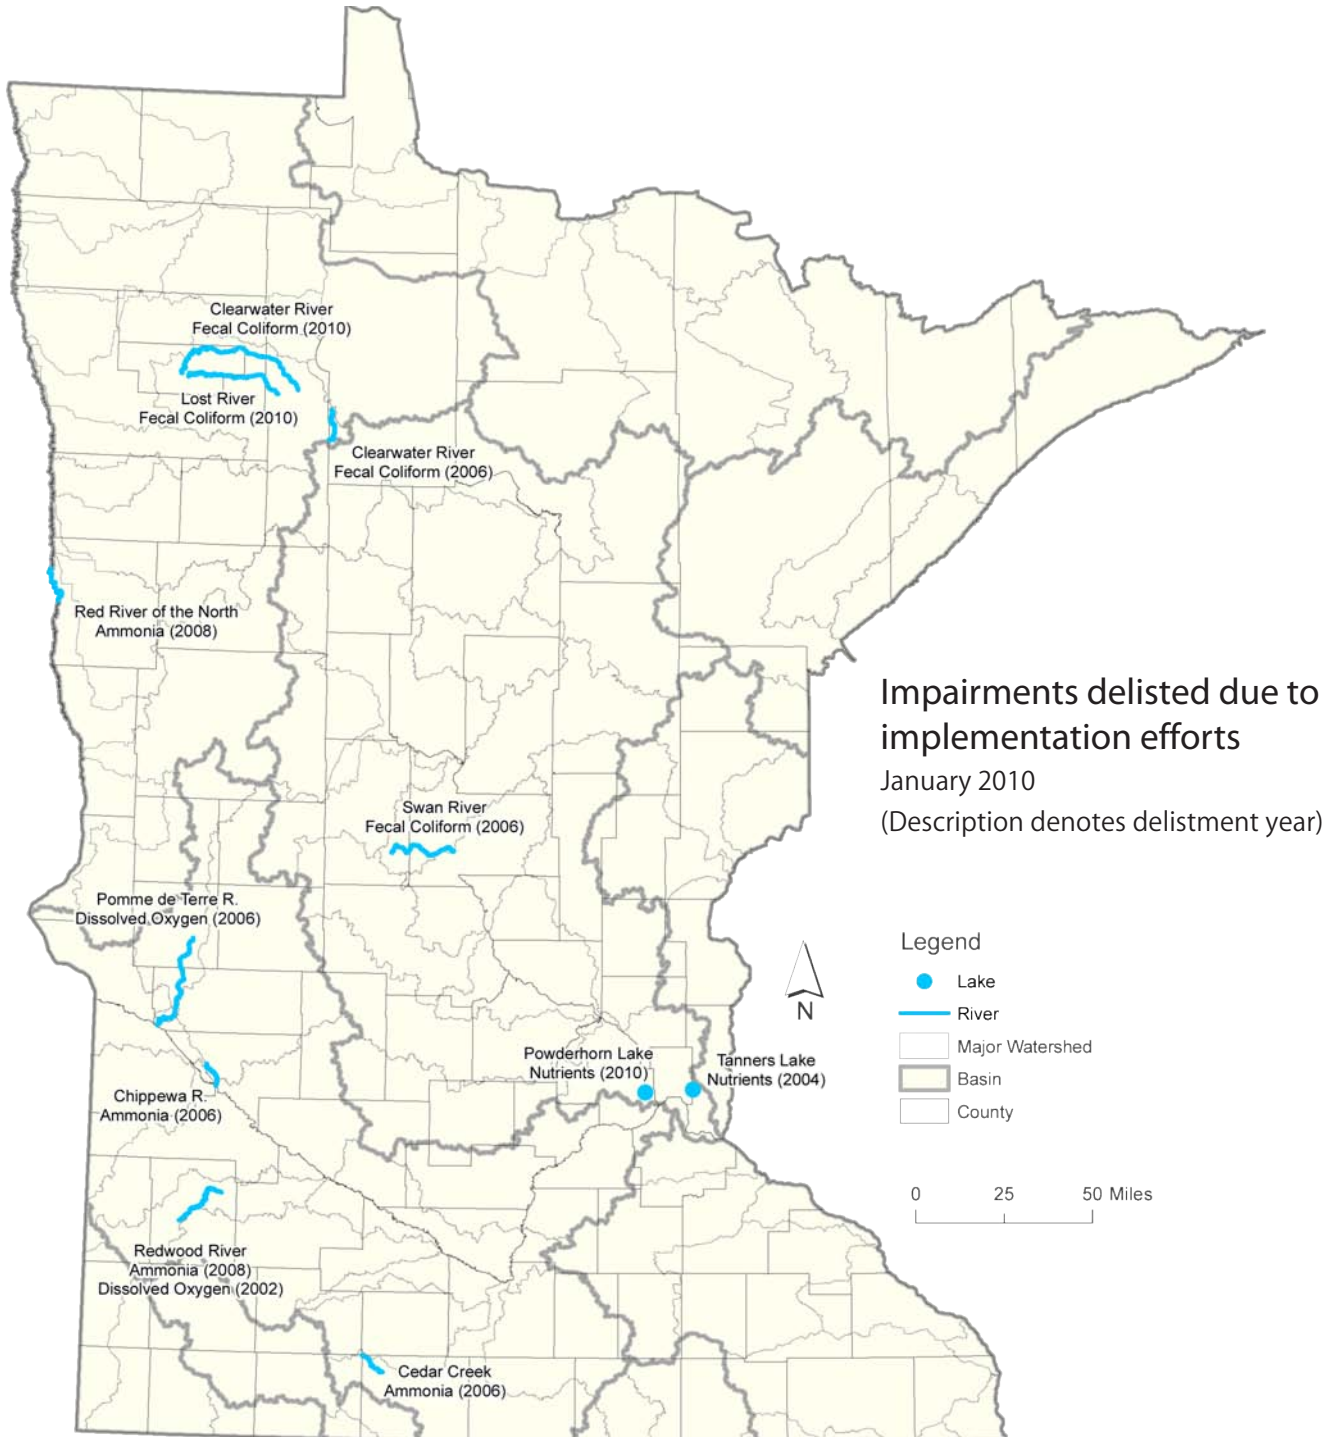 Clearwater River
Fecal Coliform (2010)
Lost River
Fecal Coliform (2010)
Clearwater River
Fecal Coliform (2006)
Red River of the North
Ammonia (2008)
Impairments delisted due to
implementation efforts
January 2010
(Description denotes delistment year)
Swan River
Fecal Coliform (2006)
Pomme de Terre R.
Dissolved Oxygen (2006)
Legend
Lake
River
Major Watershed
Basin
County
N
Powderhorn Lake
Nutrients (2010)
Tanners Lake
Nutrients (2004)
Chippewa R.
Ammonia (2006)
0 25 50 Miles
Redwood River
Ammonia (2008)
Dissolved Oxygen (2002)
Cedar Creek
Ammonia (2006)